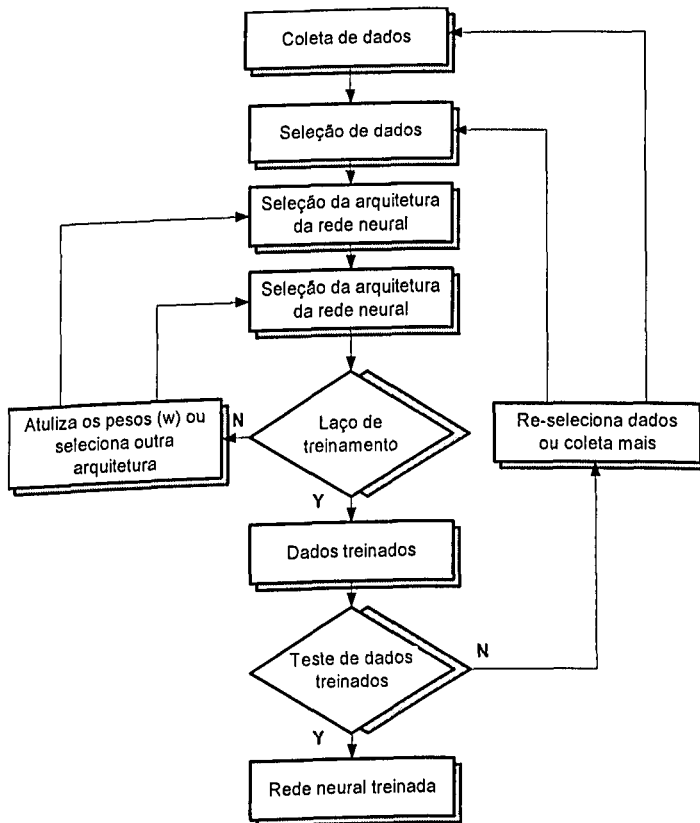 Coleta de dados
Seleção de dados
Seleção da arquitetura
da rede neural
Seleção da arquitetura
da rede neural
Atuliza os pesos (w) ou
seleciona outra
arquitetura
N
Laço de
treinamento
Re-seleciona dados
ou coleta mais
Y
Dados treinados
Teste de dados
treinados
N
Y
Rede neural treinada